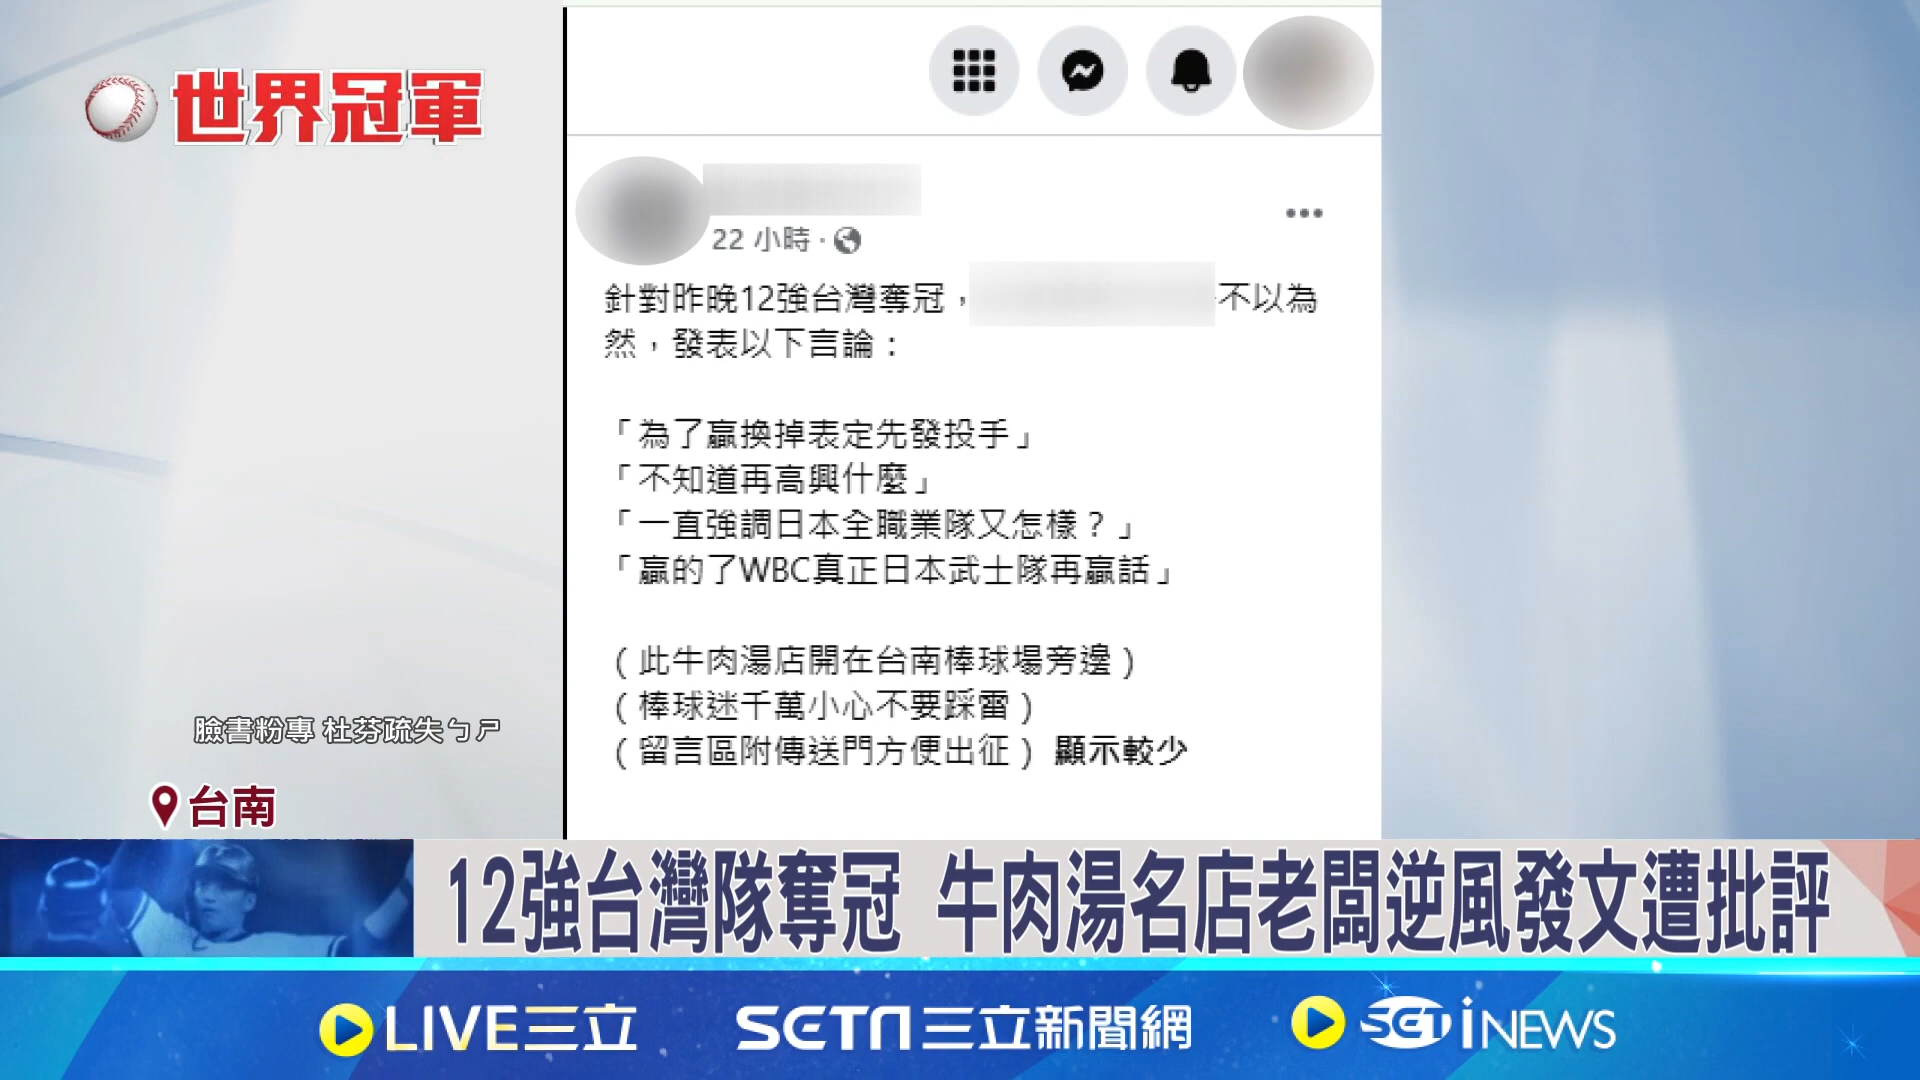 世界冠軍
22 小時
針對昨晚12強台灣奪冠，
不以為
然，發表以下言論：
「為了贏換掉表定先發投手」
「不知道再高興什麼」
「一直強調日本全職業隊又怎樣？」
「贏的了WBC真正日本武士隊再贏話」
（此牛肉湯店開在台南棒球場旁邊）
（棒球迷千萬小心不要踩雷）
（留言區附傳送門方便出征） 顯示較少
臉書粉專 杜芬疏失ㄅㄕ
台南
12強台灣隊奪冠 牛肉湯名店老闆逆風發文遭批評
LIVE三立
SETN三立新聞網
SET iNEWS